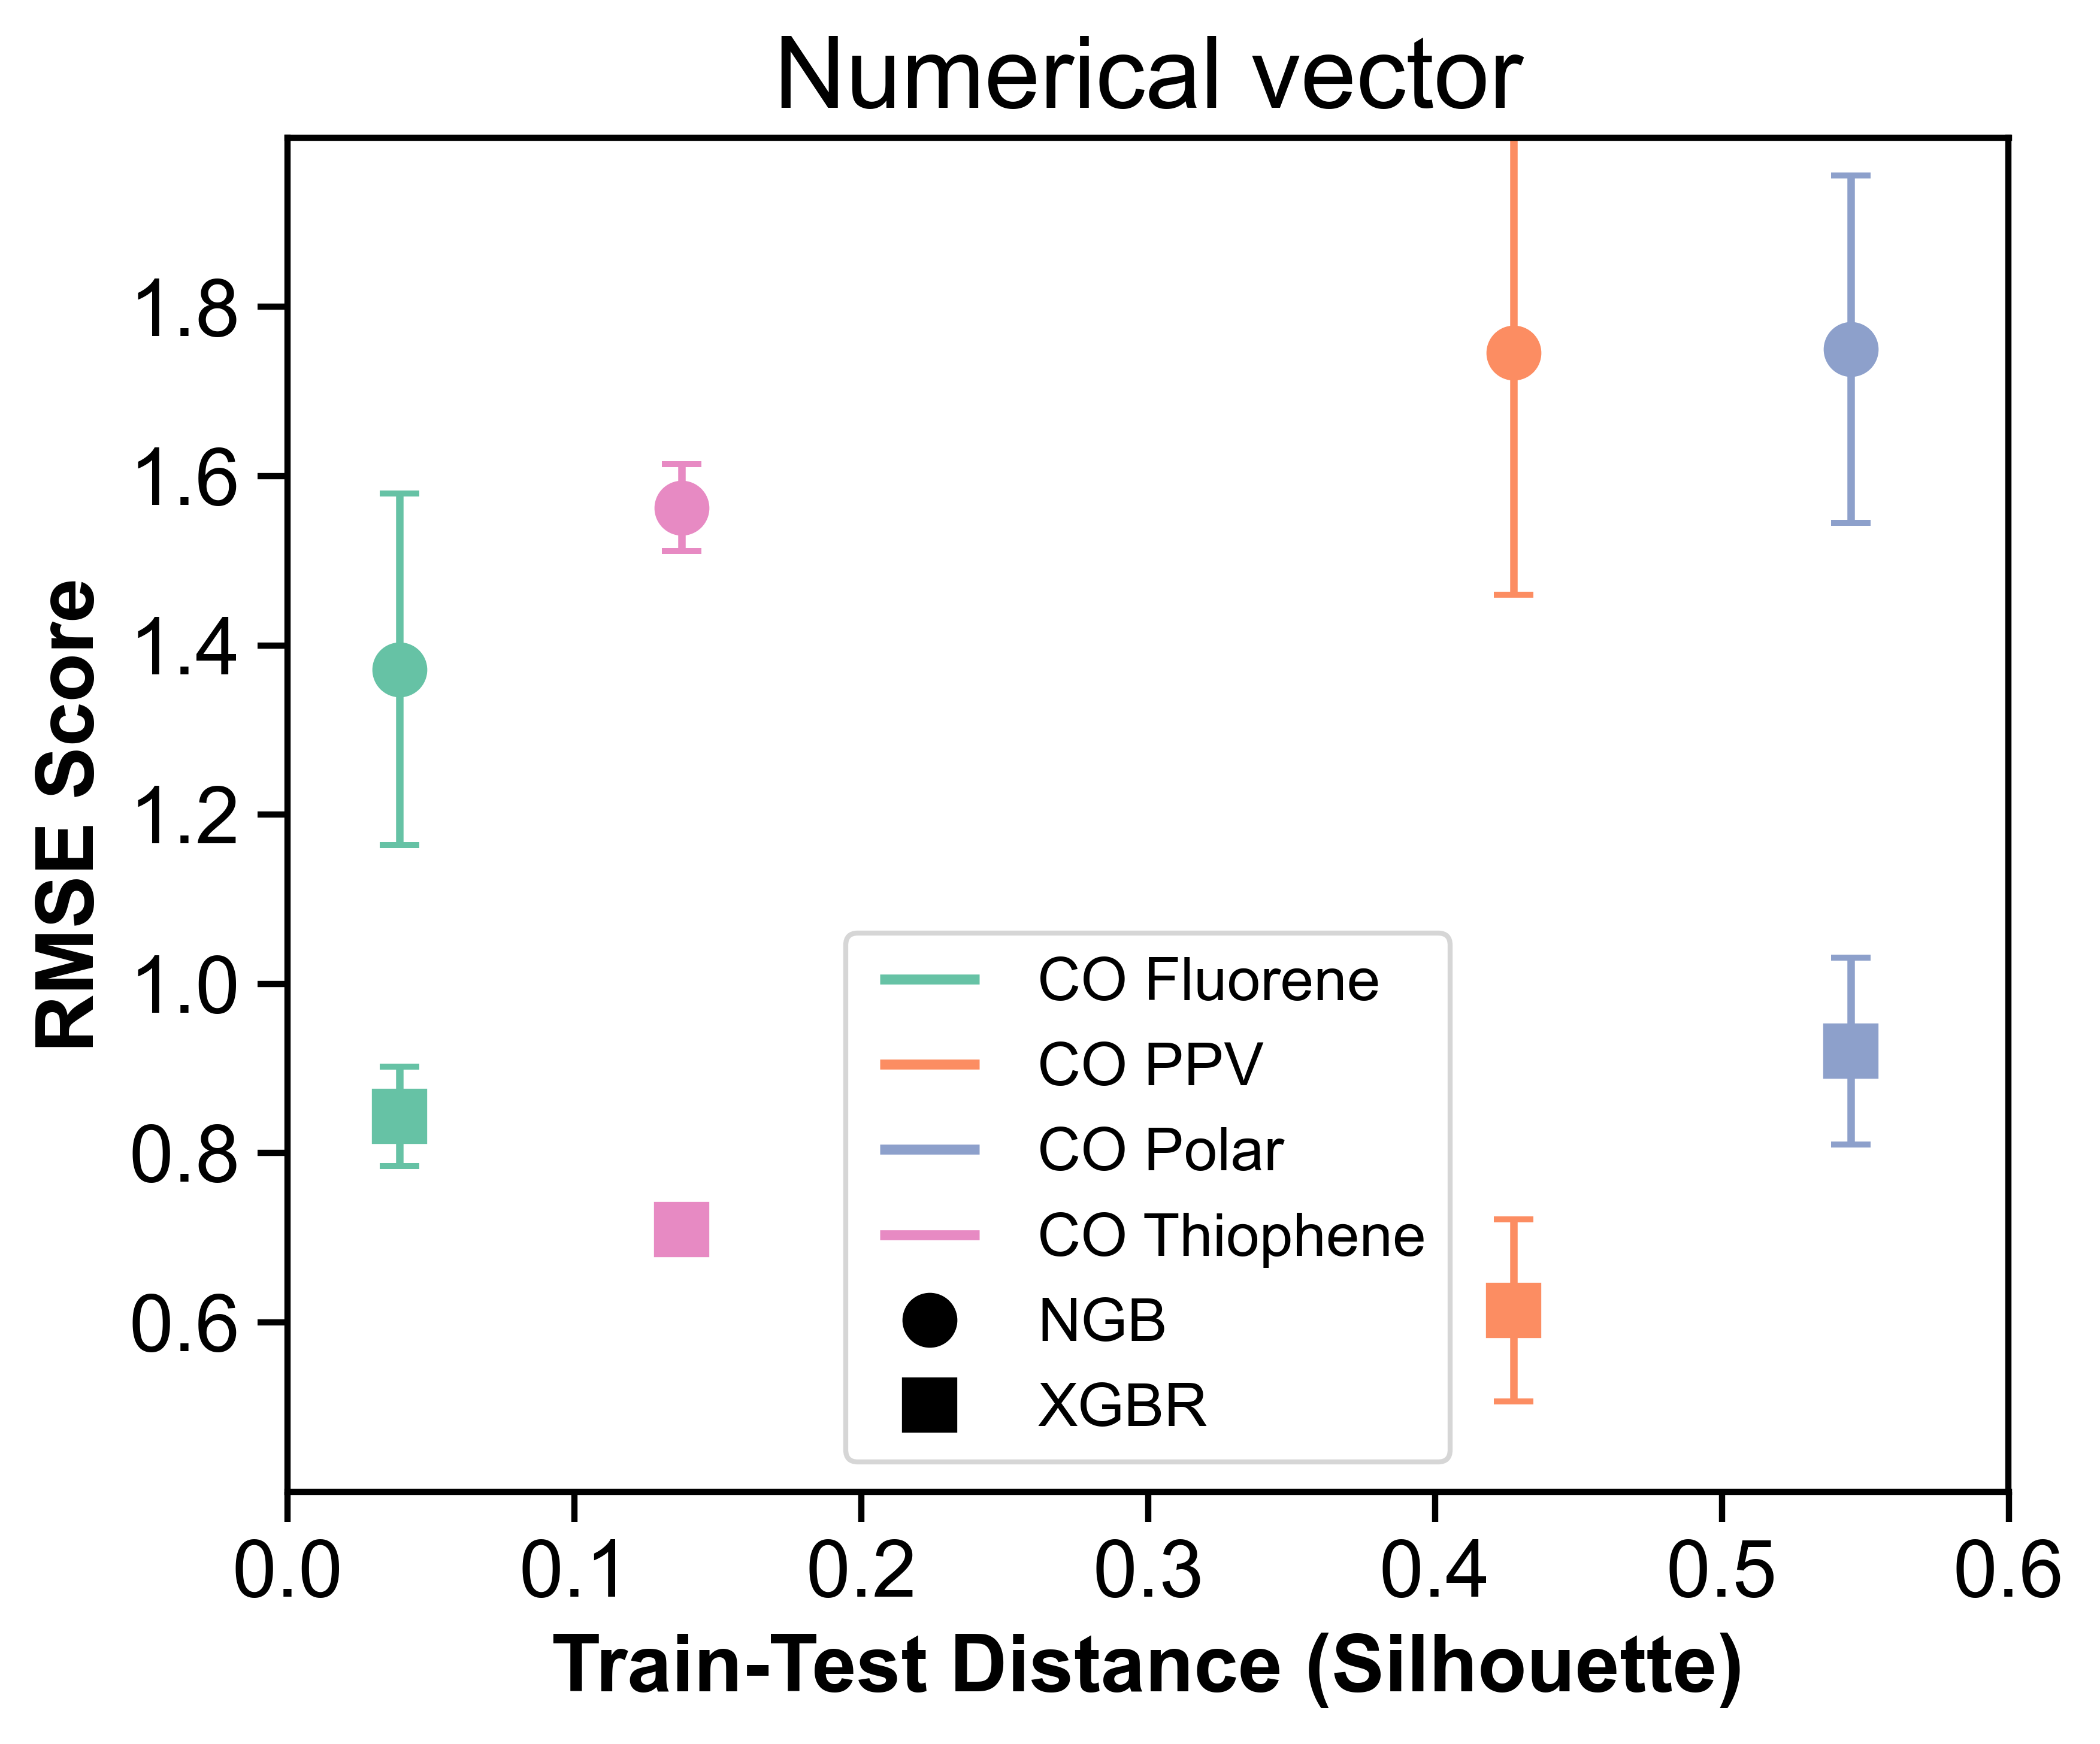 Numerical vector
RMSE Score
1.8
1.6
1.4
1.2
1.0
0.8
0.6
CO Fluorene
CO PPV
CO Polar
CO Thiophene
NGB
XGBR
0.0 0.1 0.2 0.3 0.4 0.5 0.6
Train-Test Distance (Silhouette)